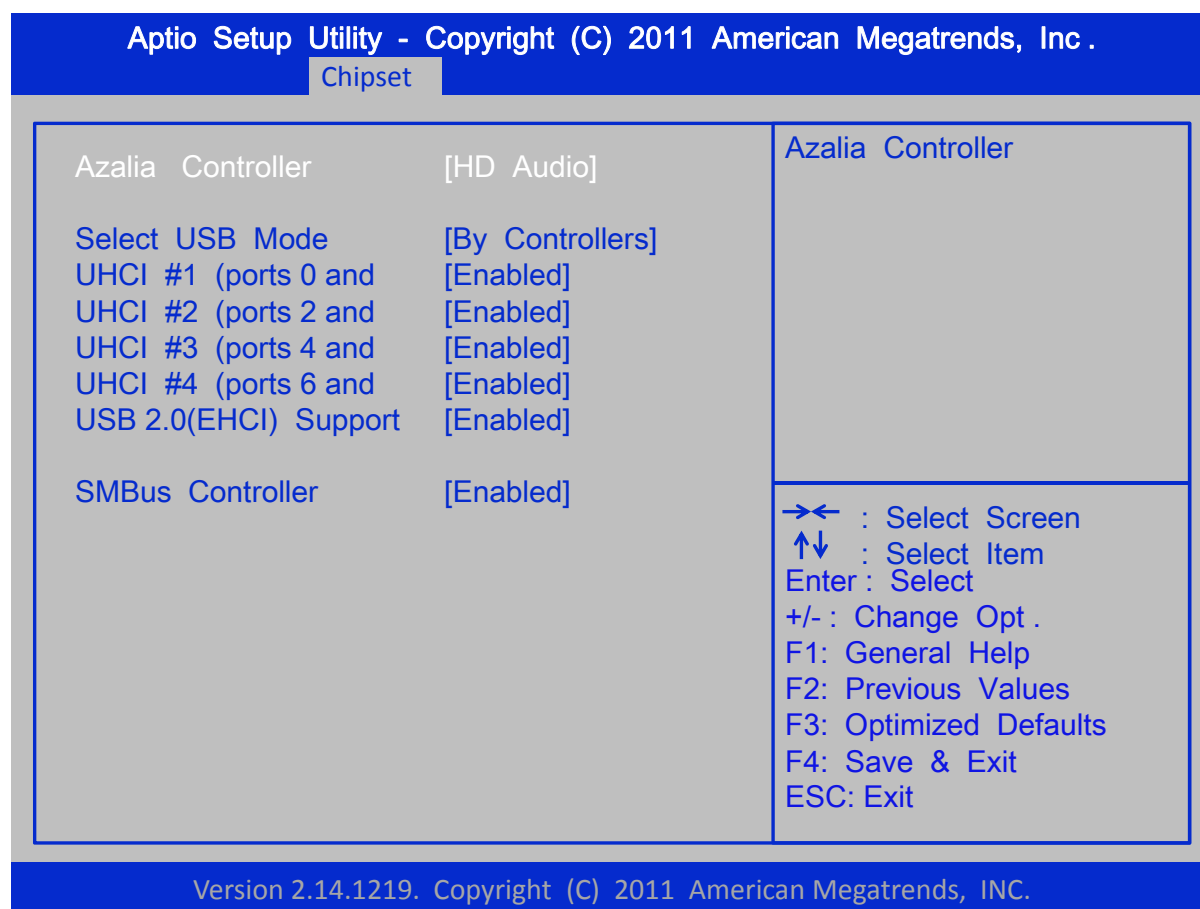 Aptio Setup Utility - Copyright (C) 2011 American Megatrends, Inc .
Chipset
Azalia Controller [HD Audio]
Select USB Mode [By Controllers]
UHCI #1 (ports 0 and [Enabled]
UHCI #2 (ports 2 and [Enabled]
UHCI #3 (ports 4 and [Enabled]
UHCI #4 (ports 6 and [Enabled]
USB 2.0(EHCI) Support [Enabled]
SMBus Controller [Enabled]
Azalia Controller
→← : Select Screen
↑↓ : Select Item
Enter : Select
+/- : Change Opt .
F1: General Help
F2: Previous Values
F3: Optimized Defaults
F4: Save & Exit
ESC: Exit
Version 2.14.1219. Copyright (C) 2011 American Megatrends, INC.